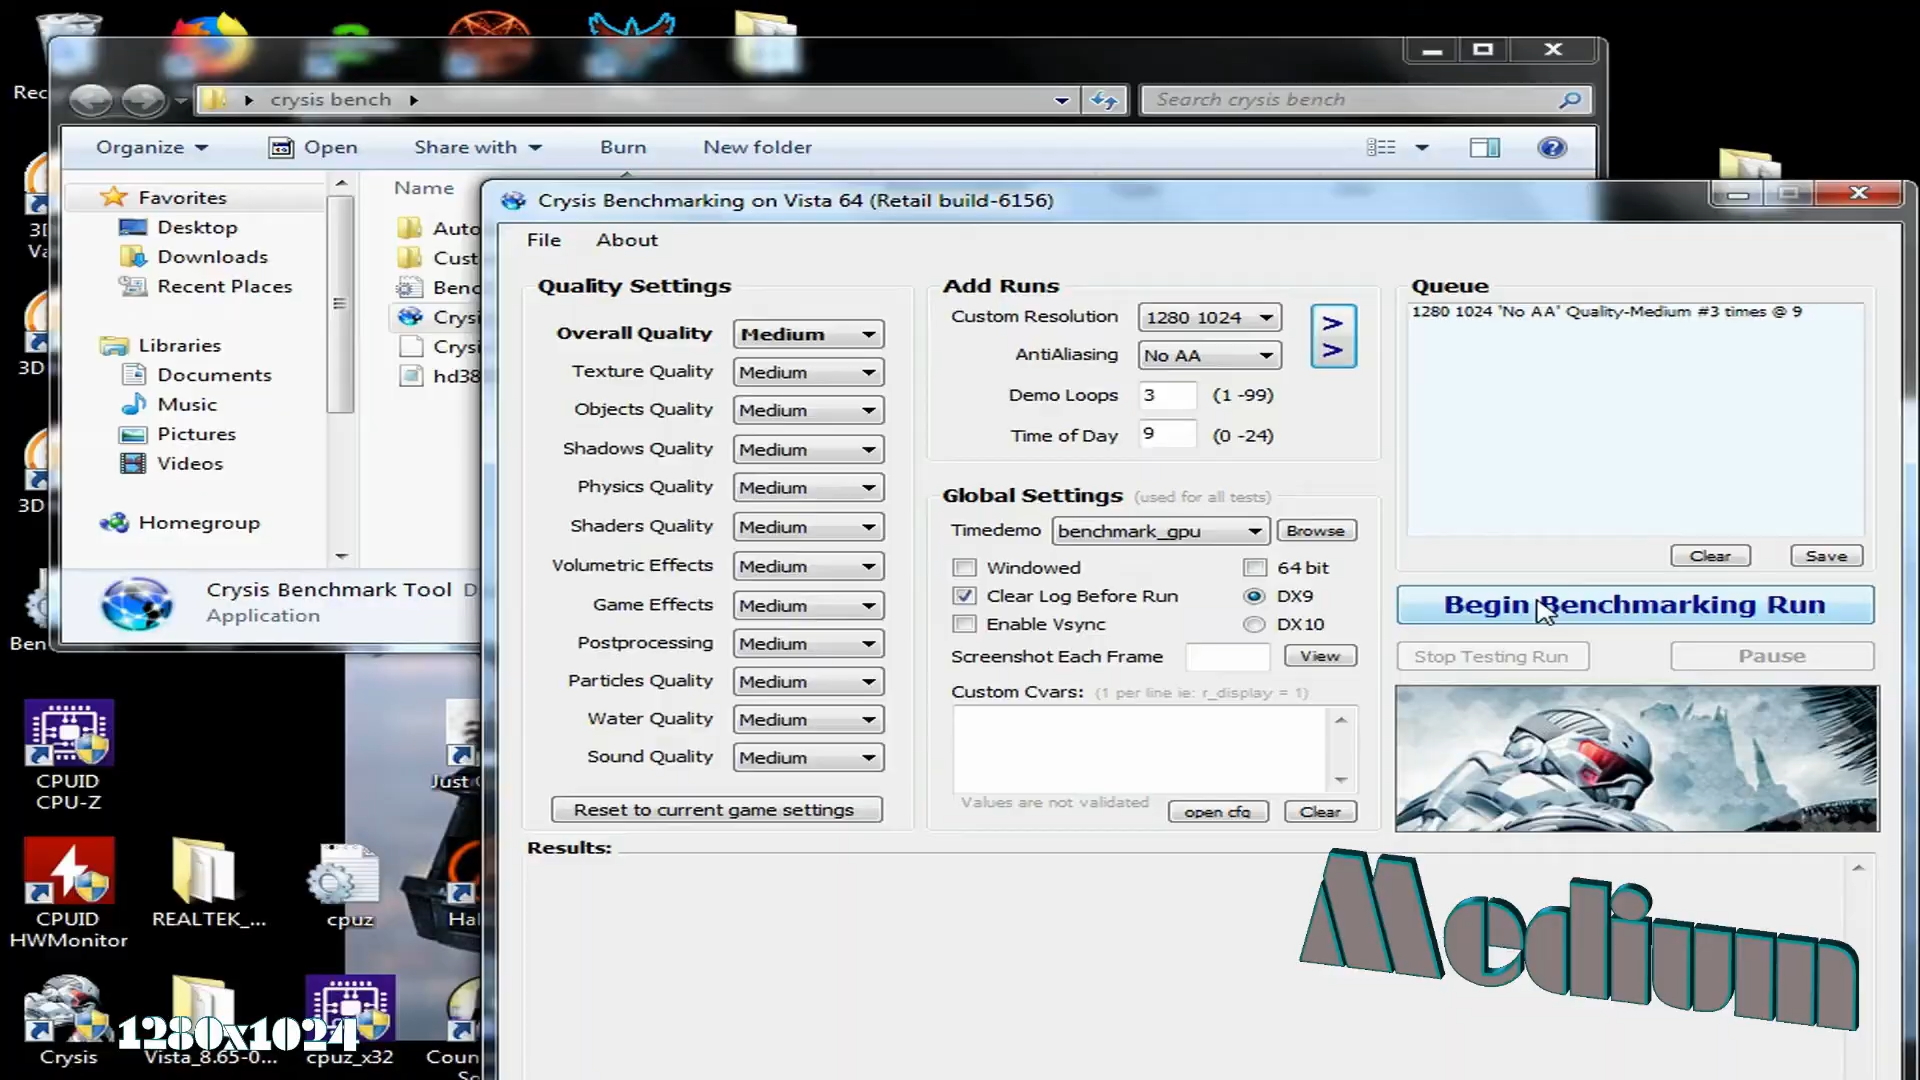 Rec
crysis bench
Search crysis bench
Organize
Open
Share with
Burn
New folder
Favorites
Desktop
Downloads
Recent Places
Libraries
Documents
Music
Pictures
Videos
Homegroup
Name
Auto
Cust
Benc
Crysi
Crysi
hd38
Crysis Benchmark Tool D
Application
Crysis Benchmarking on Vista 64 (Retail build-6156)
File
About
Quality Settings
Overall Quality Medium
Texture Quality Medium
Objects Quality Medium
Shadows Quality Medium
Physics Quality Medium
Shaders Quality Medium
Volumetric Effects Medium
Game Effects Medium
Postprocessing Medium
Particles Quality Medium
Water Quality Medium
Sound Quality Medium
Reset to current game settings
Add Runs
Custom Resolution 1280 1024
AntiAliasing No AA
Demo Loops 3 (1 -99)
Time of Day 9 (0 -24)
>
>
Global Settings (used for all tests)
Timedemo benchmark_gpu Browse
Windowed 64 bit
Clear Log Before Run DX9
Enable Vsync DX10
Screenshot Each Frame View
Custom Cvars: (1 per line ie: r_display = 1)
Values are not validated open cfg Clear
Queue
1280 1024 "No AA" Quality-Medium #3 times @ 9
Clear Save
Begin Benchmarking Run
Stop Testing Run Pause
Results:
Medium
3D
Va
3D
3D
Ben
CPUID
CPU-Z
Just
CPUID
HWMonitor
REALTEK_...
cpuz
Hal
Crysis
1280x1024
Vista_8.65-0...
cpuz_x32
Coun